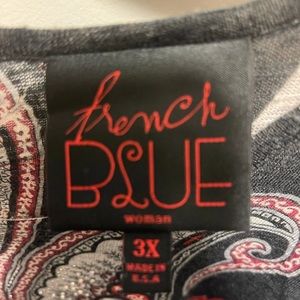 french
BLUE
woman
3X
MADE IN
U.S.A